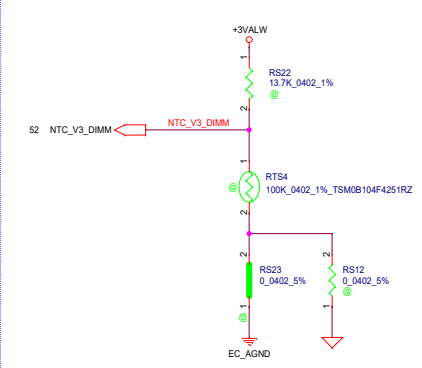 +3VALW
1
RS22
13.7K_0402_1%
@
2
52 NTC_V3_DIMM
NTC_V3_DIMM
1
RTS4
@
100K_0402_1%_TSM0B104F4251RZ
2
2
2
RS23
0_0402_5%
RS12
0_0402_5%
@
1
1
@
EC_AGND